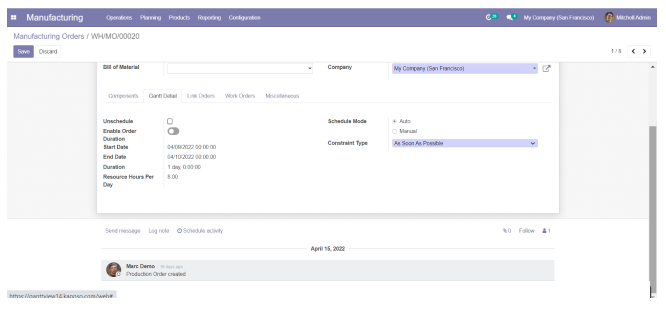 Manufacturing Operations Planning Products Reporting Configuration My Company (San Francisco) Mitchell Admin
Manufacturing Orders / WH/MO/00020
Save Discard 1 / 8
Bill of Material Company My Company (San Francisco)
Components Gantt Detail Link Orders Work Orders Miscellaneous
Unschedule Schedule Mode Auto
Enable Order Manual
Duration
Start Date 04/09/2022 00:00:00 Constraint Type As Soon As Possible
End Date 04/10/2022 00:00:00
Duration 1 day, 0:00:00
Resource Hours Per 8.00
Day
Send message Log note Schedule activity 0 Follow 1
April 15, 2022
Marc Demo - days ago
Production Order created
https://ganttview14.kappso.com/web#